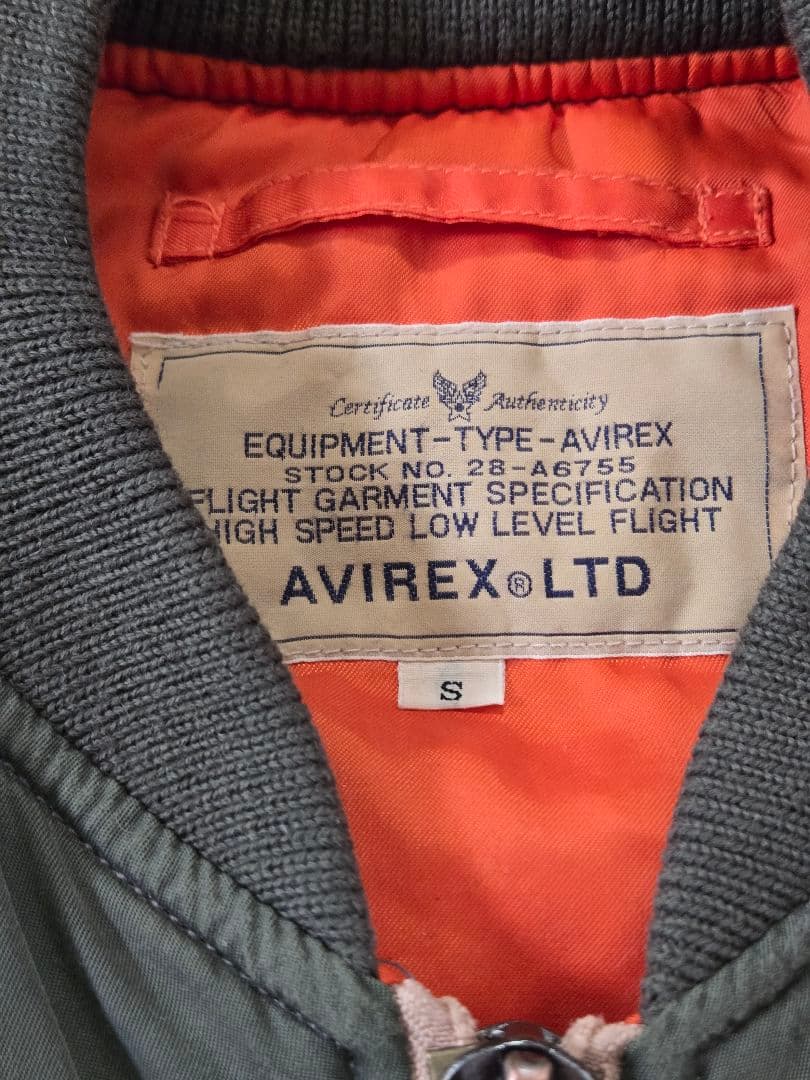 Certificate Authenticity
EQUIPMENT-TYPE-AVIREX
STOCK NO. 28-A6755
FLIGHT GARMENT SPECIFICATION
HIGH SPEED LOW LEVEL FLIGHT
AVIREX® LTD
S